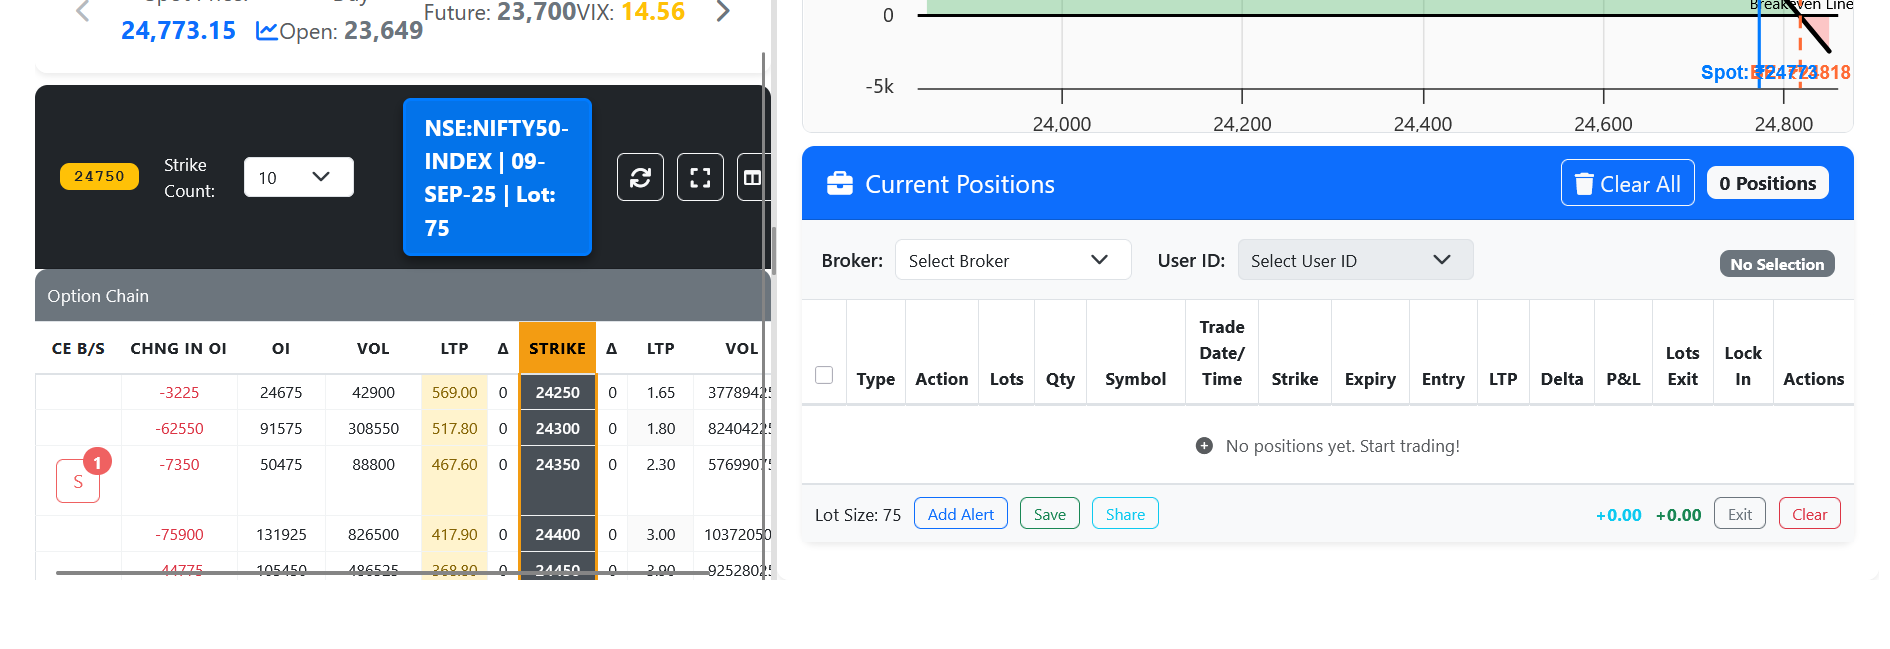 24,773.15
Open: 23,649
Future: 23,700
VIX: 14.56
24750
Strike
Count:
10
NSE:NIFTY50-
INDEX | 09-
SEP-25 | Lot:
75
Option Chain
CE B/S CHNG IN OI OI VOL LTP Δ STRIKE Δ LTP VOL
-3225 24675 42900 569.00 0 24250 0 1.65 3778942
-62550 91575 308550 517.80 0 24300 0 1.80 8240422
S 1 -7350 50475 88800 467.60 0 24350 0 2.30 5769907
-75900 131925 826500 417.90 0 24400 0 3.00 10372050
-44775 105450 486525 368.80 0 24450 0 3.90 9252802
Breakeven Line
0
-5k
Spot: ₹24773
24818
24,000 24,200 24,400 24,600 24,800
Current Positions
Clear All
0 Positions
Broker: Select Broker User ID: Select User ID No Selection
Type Action Lots Qty Symbol Trade Date/ Time Strike Expiry Entry LTP Delta P&L Lots Exit Lock In Actions
No positions yet. Start trading!
Lot Size: 75 Add Alert Save Share +0.00 +0.00 Exit Clear